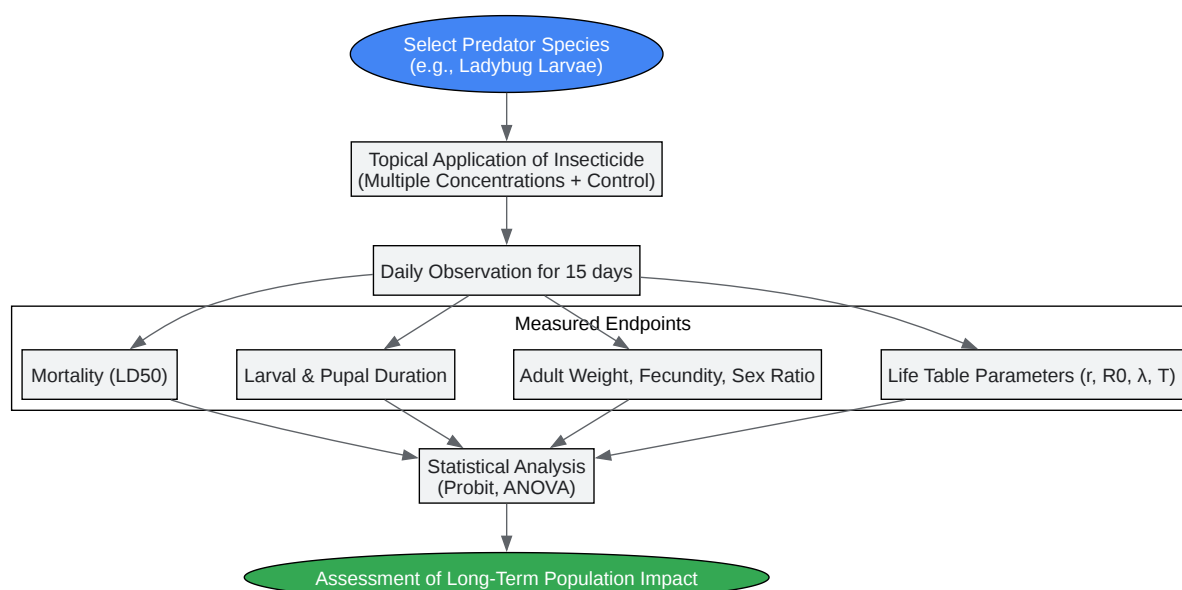 Select Predator Species
(e.g., Ladybug Larvae)
Topical Application of Insecticide
(Multiple Concentrations + Control)
Daily Observation for 15 days
Measured Endpoints
Mortality (LD50)
Larval & Pupal Duration
Adult Weight, Fecundity, Sex Ratio
Life Table Parameters (r, R0, λ, T)
Statistical Analysis
(Probit, ANOVA)
Assessment of Long-Term Population Impact